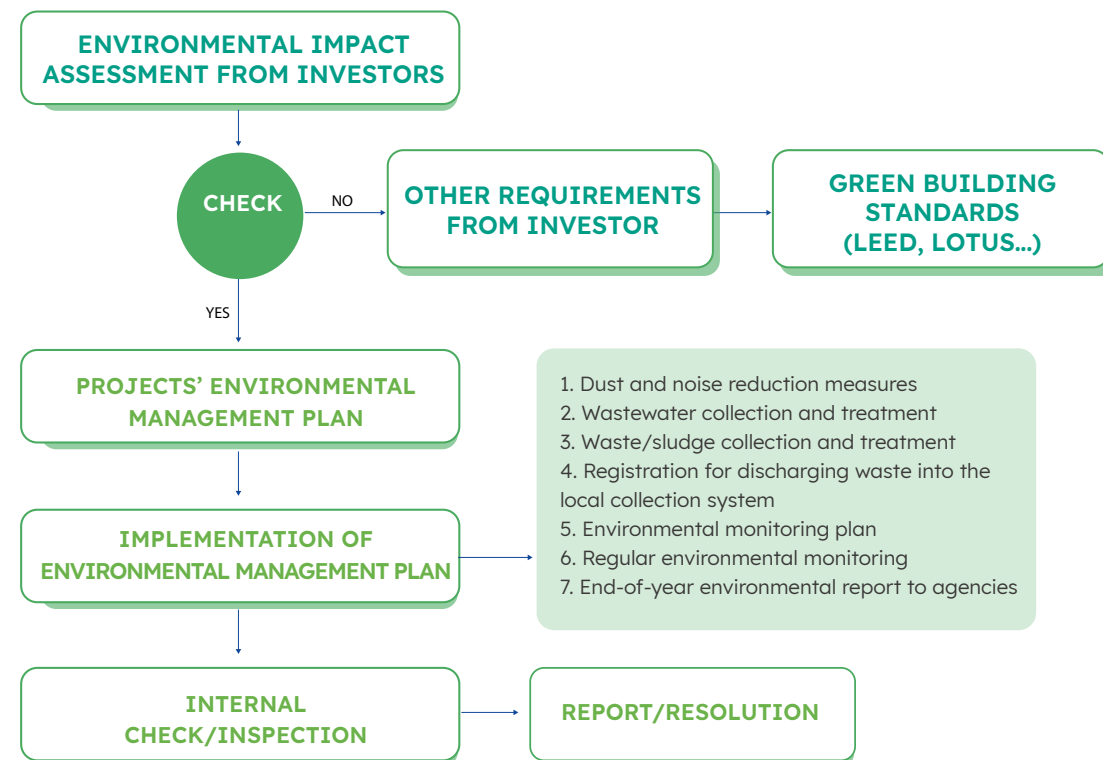 ENVIRONMENTAL IMPACT
ASSESSMENT FROM INVESTORS
CHECK
NO
OTHER REQUIREMENTS
FROM INVESTOR
GREEN BUILDING
STANDARDS
(LEED, LOTUS...)
YES
PROJECTS’ ENVIRONMENTAL
MANAGEMENT PLAN
IMPLEMENTATION OF
ENVIRONMENTAL MANAGEMENT PLAN
1. Dust and noise reduction measures
2. Wastewater collection and treatment
3. Waste/sludge collection and treatment
4. Registration for discharging waste into the
local collection system
5. Environmental monitoring plan
6. Regular environmental monitoring
7. End-of-year environmental report to agencies
INTERNAL
CHECK/INSPECTION
REPORT/RESOLUTION